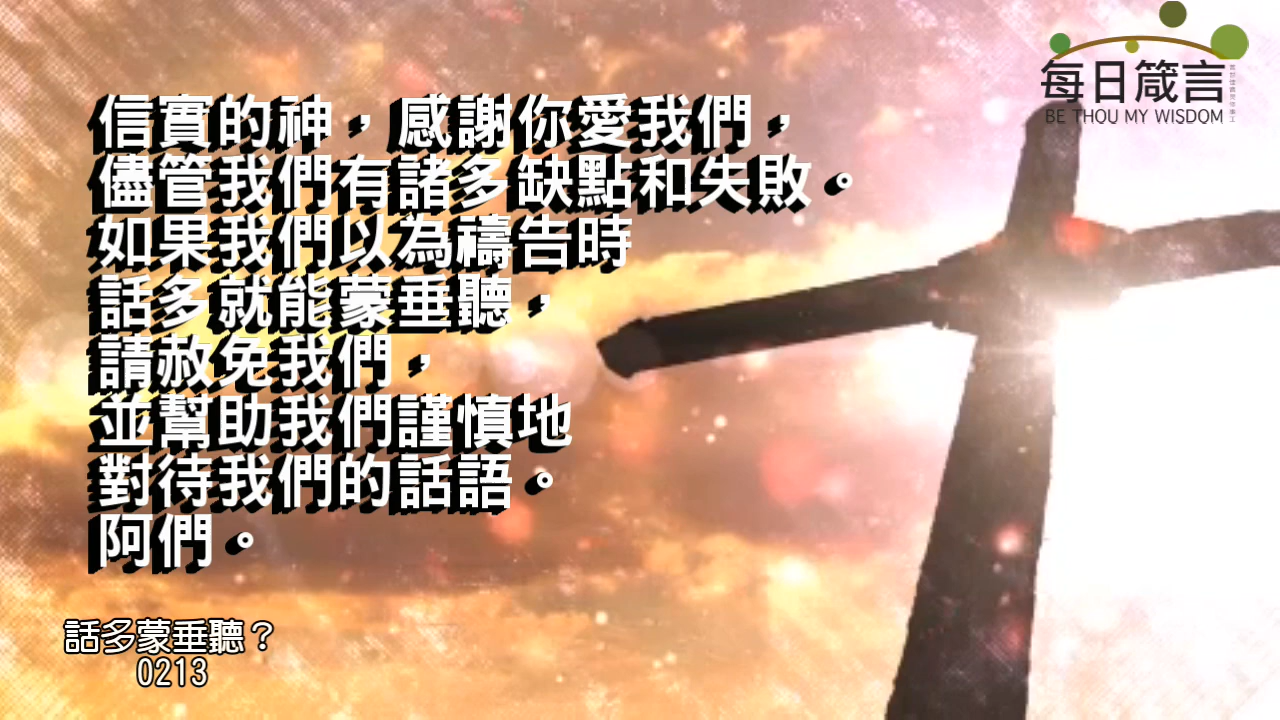 每日箴言
BE THOU MY WISDOM
信實的神，感謝你愛我們，
儘管我們有諸多缺點和失敗。
如果我們以為禱告時
話多就能蒙垂聽，
請赦免我們，
並幫助我們謹慎地
對待我們的話語。
阿們。
話多蒙垂聽？
0213